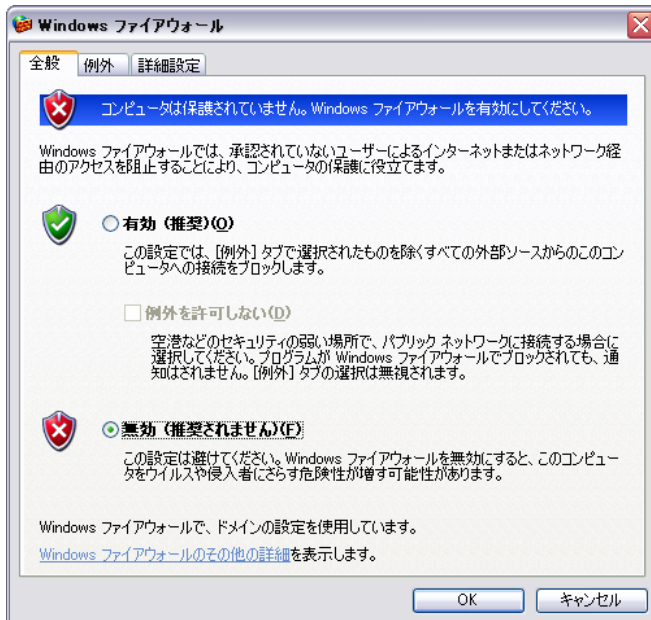 Windows ファイアウォール
全般 例外 詳細設定
コンピュータは保護されていません。Windows ファイアウォールを有効にしてください。
Windows ファイアウォールでは、承認されていないユーザーによるインターネットまたはネットワーク経
由のアクセスを阻止することにより、コンピュータの保護に役立てます。
有効 (推奨)(O)
この設定では、[例外] タブで選択されたものを除くすべての外部ソースからのこのコン
ピュータへの接続をブロックします。
例外を許可しない(D)
空港などのセキュリティの弱い場所で、パブリック ネットワークに接続する場合に
選択してください。プログラムが Windows ファイアウォールでブロックされても、通
知はされません。[例外] タブの選択は無視されます。
無効 (推奨されません)(F)
この設定は避けてください。Windows ファイアウォールを無効にすると、このコンピュー
タをウイルスや侵入者にさらす危険性が増す可能性があります。
Windows ファイアウォールで、ドメインの設定を使用しています。
Windows ファイアウォールのその他の詳細を表示します。
OK キャンセル